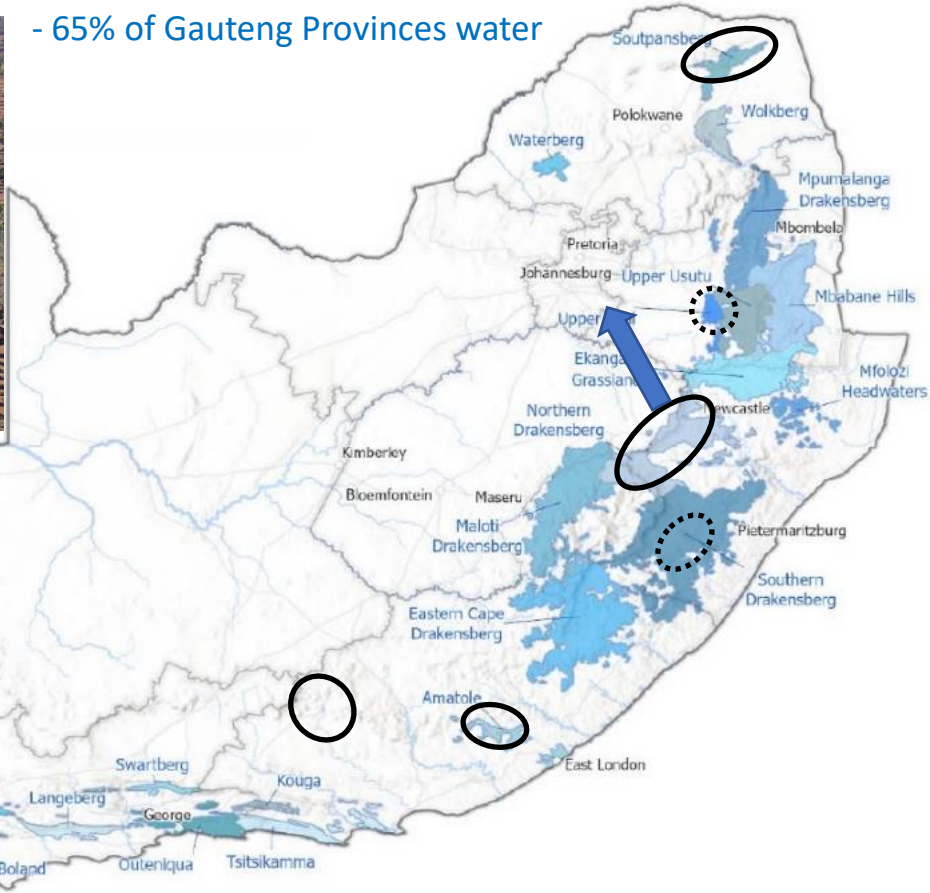 - 65% of Gauteng Provinces water
Soutpansberg
Polokwane
Wolkberg
Waterberg
Mpumalanga
Drakensberg
Mbombela
Pretoria
Johannesburg
Upper Usutu
Mbabane Hills
Upper
Ekanga
Grassland
Mfolozi
Headwaters
Newcastle
Northern
Drakensberg
Kimberley
Bloemfontein
Maseru
Maloti
Drakensberg
Pietermaritzburg
Southern
Drakensberg
Eastern Cape
Drakensberg
Amatole
East London
Swartberg
Kouga
Langeberg
George
Boland
Outeniqua
Tsitsikamma